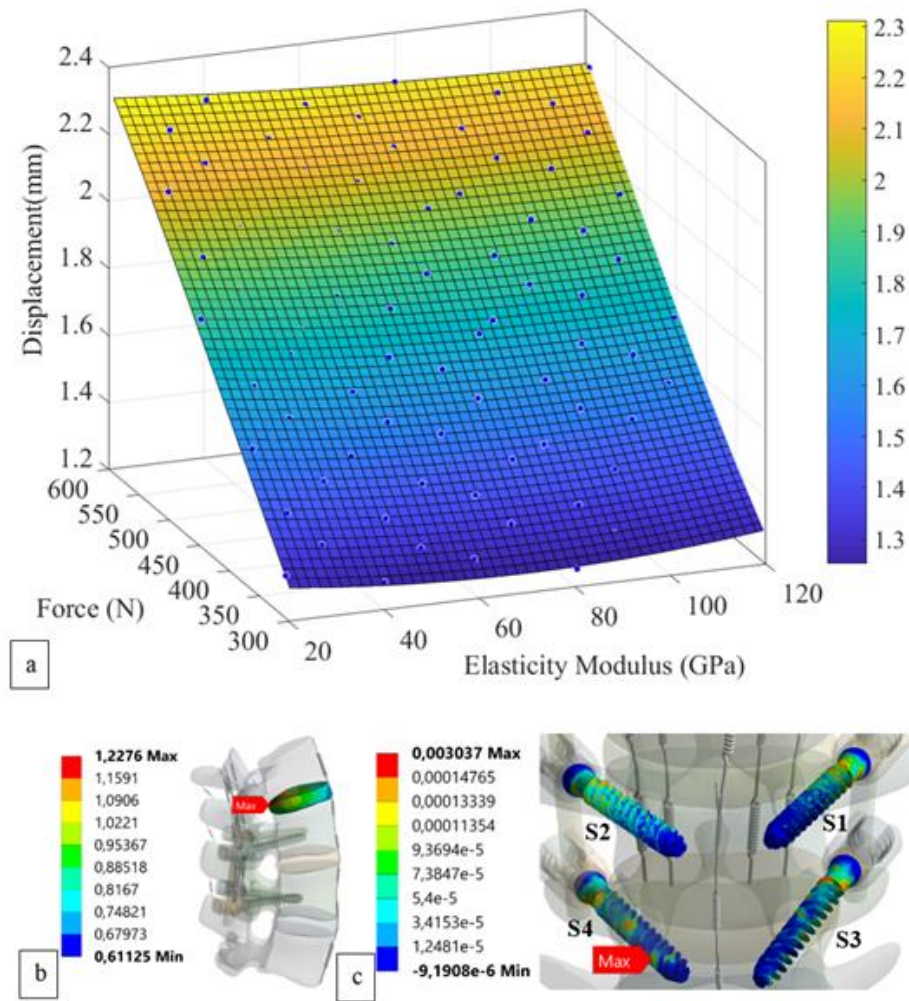 2.4
2.2
2
1.8
1.6
1.4
1.2
Displacement(mm)
600
550
500
450
400
350
300
Force (N)
20
40
60
80
100
120
Elasticity Modulus (GPa)
2.3
2.2
2.1
2
1.9
1.8
1.7
1.6
1.5
1.4
1.3
a
1,2276 Max
1,1591
1,0906
1,0221
0,95367
0,88518
0,8167
0,74821
0,67973
0,61125 Min
Max
b
0,003037 Max
0,00014765
0,00013339
0,00011354
9,3694e-5
7,3847e-5
5,4e-5
3,4153e-5
1,2481e-5
-9,1908e-6 Min
c
S2
S1
S4
S3
Max